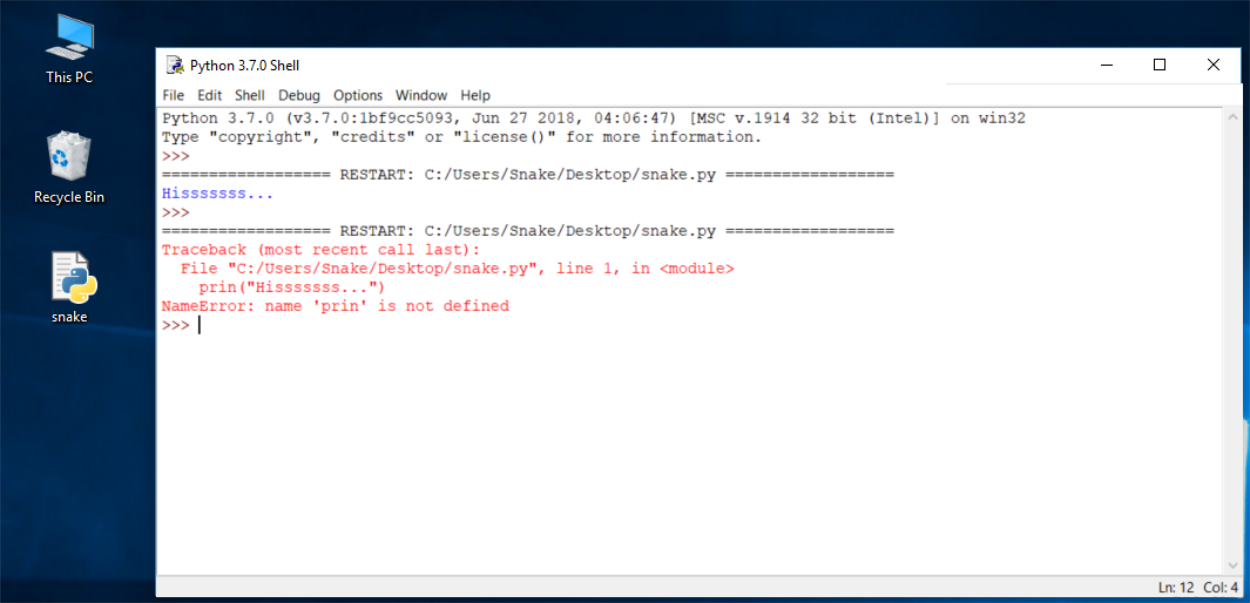 This PC
Recycle Bin
snake
Python 3.7.0 Shell
File Edit Shell Debug Options Window Help
Python 3.7.0 (v3.7.0:1bf9cc5093, Jun 27 2018, 04:06:47) [MSC v.1914 32 bit (Intel)] on win32
Type "copyright", "credits" or "license()" for more information.
>>>
================== RESTART: C:/Users/Snake/Desktop/snake.py ==================
Hisssssss...
>>>
================== RESTART: C:/Users/Snake/Desktop/snake.py ==================
Traceback (most recent call last):
  File "C:/Users/Snake/Desktop/snake.py", line 1, in <module>
    prin("Hisssssss...")
NameError: name 'prin' is not defined
>>>
Ln: 12 Col: 4